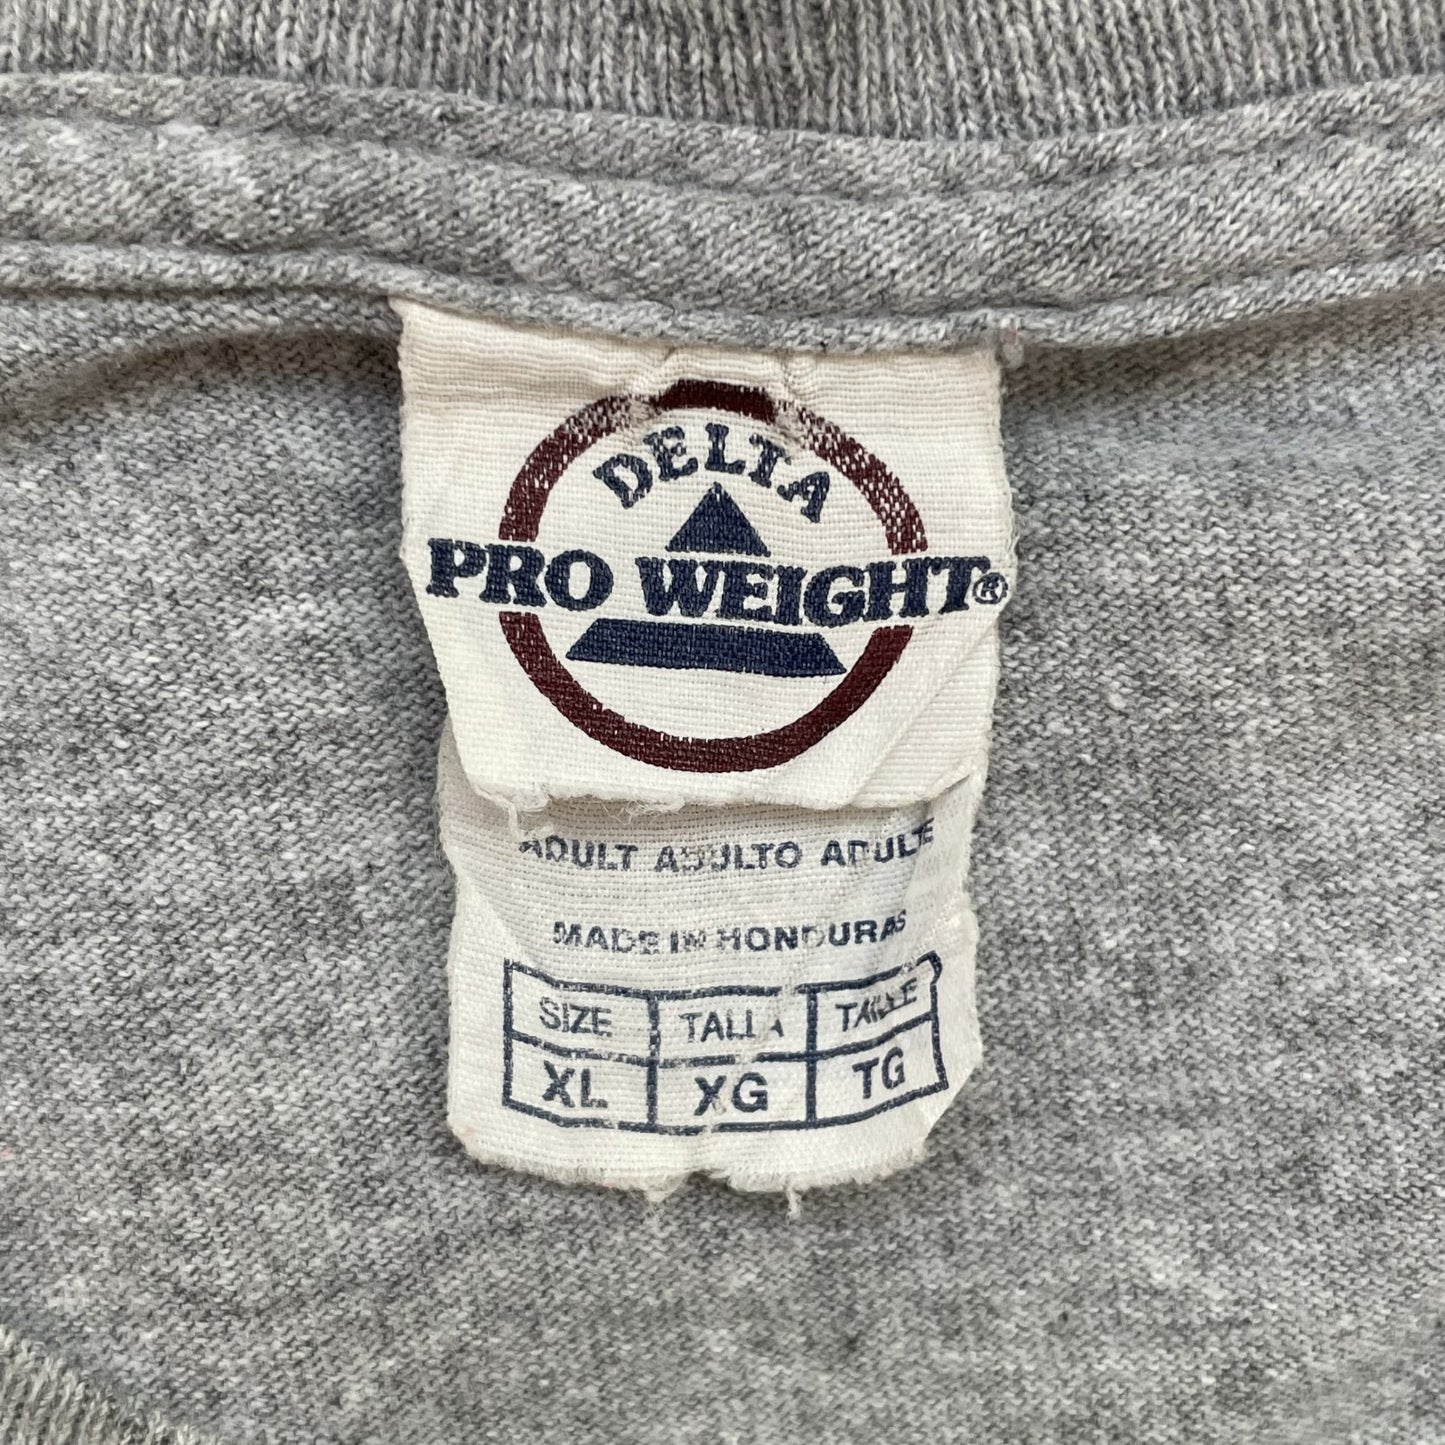 DELTA
PRO WEIGHT®
ADULT ADULTO ADULTE
MADE IN HONDURAS
SIZE TALLA TAILLE
XL XG TG